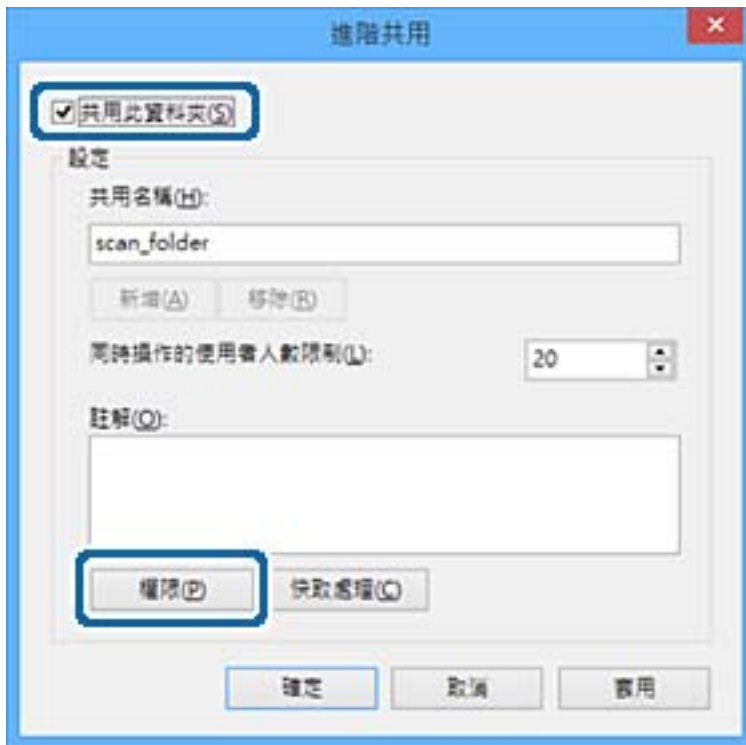 進階共用
共用此資料夾(S)
設定
共用名稱(H):
scan_folder
新增(A) 移除(R)
同時操作的使用者人數限制(L): 20
註解(O):
權限(P) 快取處理(C)
確定 取消 套用